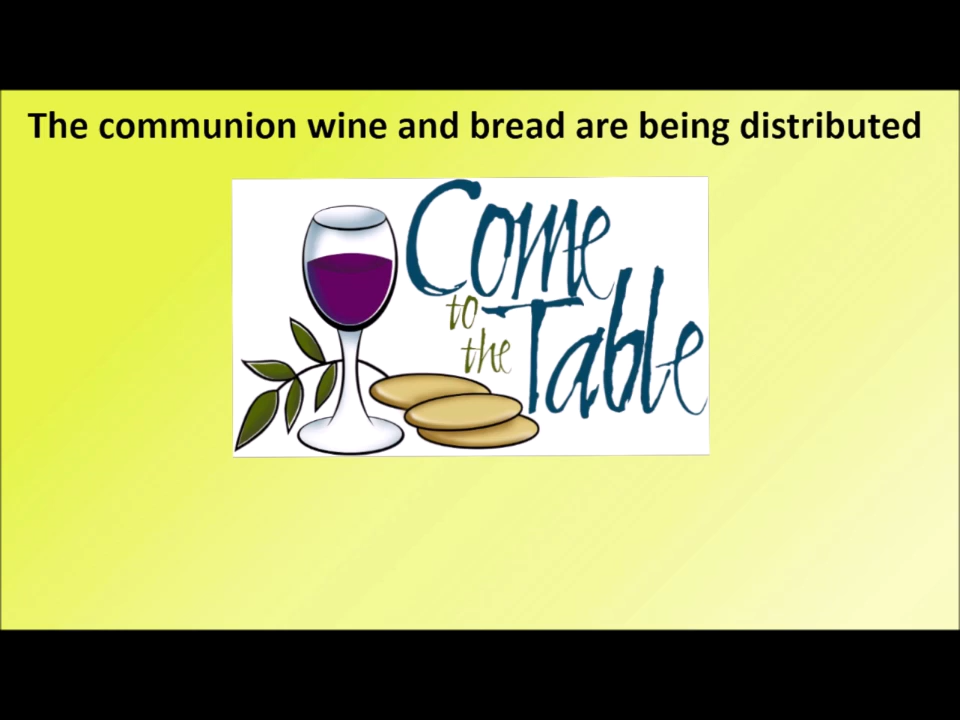 The communion wine and bread are being distributed
Come
to
the
Table